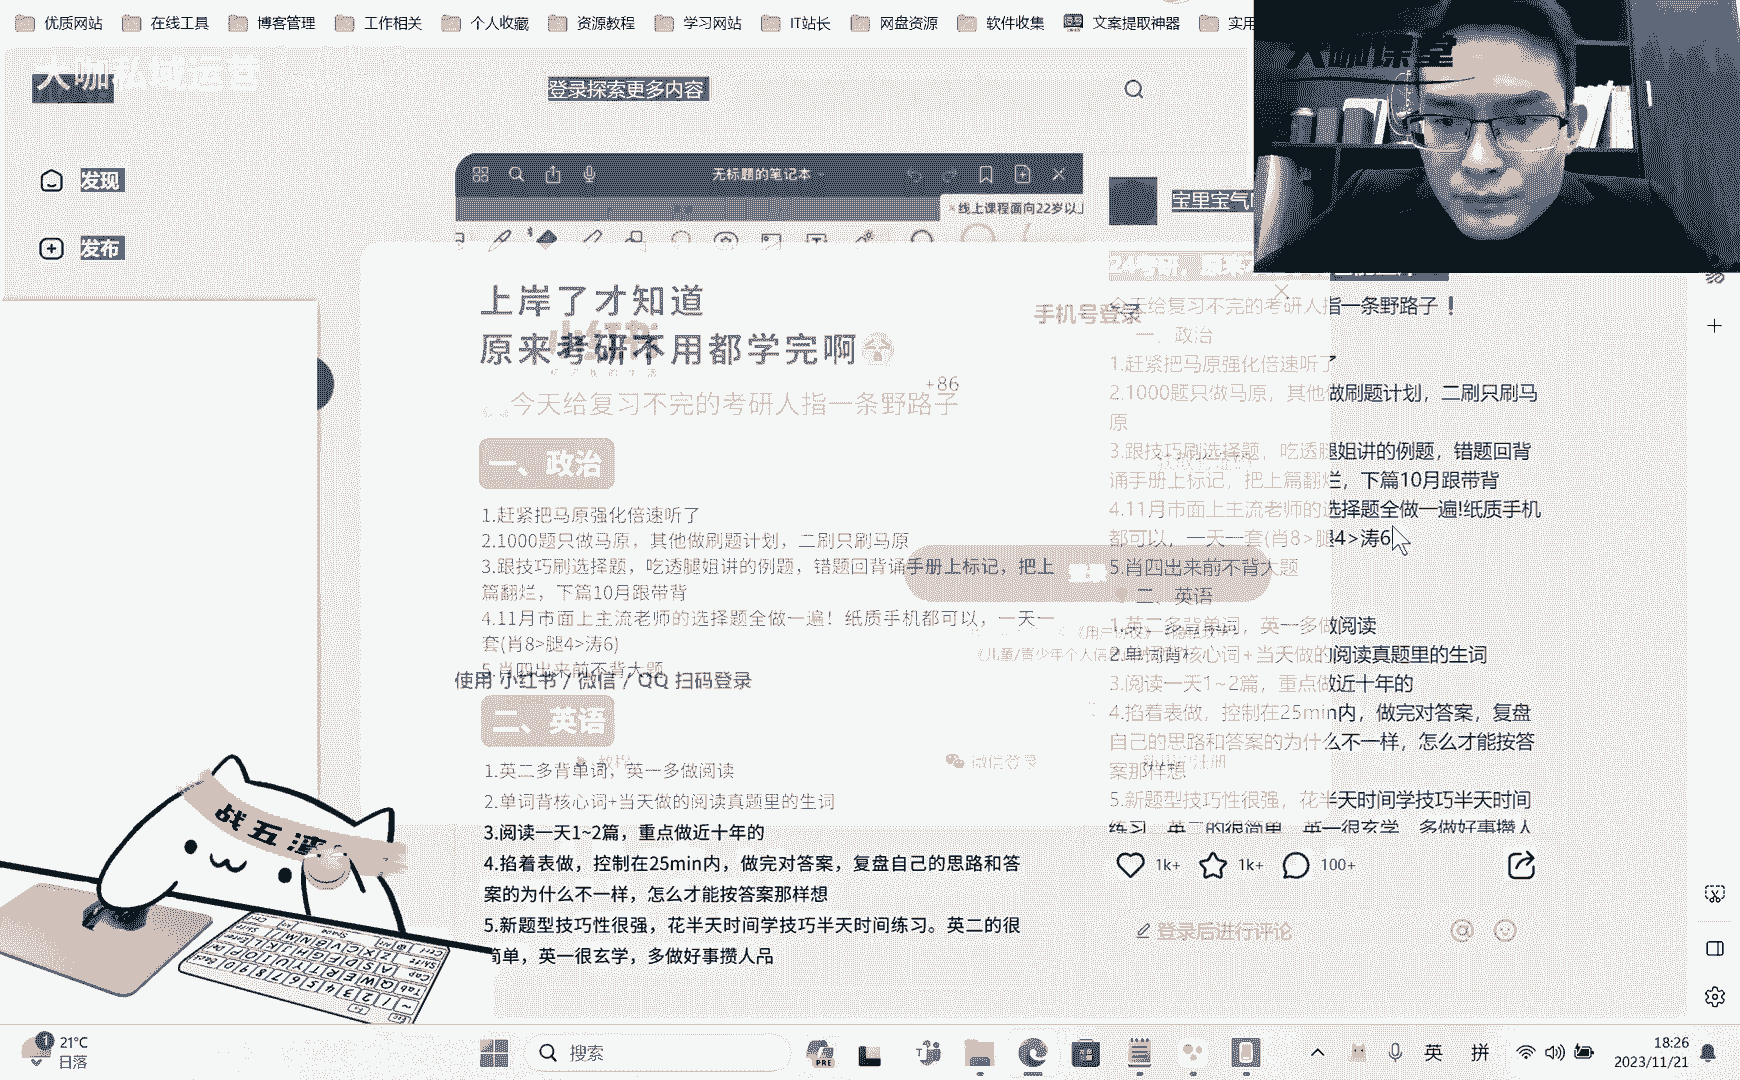 优质网站
在线工具
博客管理
工作相关
个人收藏
资源教程
学习网站
IT站长
网盘资源
软件收集
文案提取神器
实用
大咖私域运营
登录探索更多内容
大咖课堂
发现
发布
无标题的笔记本
线上课程面向22岁以
宝里宝气
上岸了才知道
原来考研不用都学完啊
今天给复习不完的考研人指一条野路子
一、政治
1.赶紧把马原强化倍速听了
2.1000题只做马原，其他做刷题计划，二刷只刷马原
3.跟技巧刷选择题，吃透腿姐讲的例题，错题回背诵手册上标记，把上
篇翻烂，下篇10月跟带背
4.11月市面上主流老师的选择题全做一遍！纸质手机都可以，一天一
套(肖8>腿4>涛6)
5.肖四出来前不背大题
使用 小红书 / 微信 / QQ 扫码登录
二、英语
1.英二多背单词，英一多做阅读
2.单词背核心词+当天做的阅读真题里的生词
3.阅读一天1~2篇，重点做近十年的
4.掐着表做，控制在25min内，做完对答案，复盘自己的思路和答
案的为什么不一样，怎么才能按答案那样想
5.新题型技巧性很强，花半天时间学技巧半天时间练习。英二的很
简单，英一很玄学，多做好事攒人品
手机号登录
+86
微信登录
24考研，原来
今天给复习不完的考研人指一条野路子！
一、政治
1.赶紧把马原强化倍速听了
2.1000题只做马原，其他做刷题计划，二刷只刷马
原
3.跟技巧刷选择题，吃透腿姐讲的例题，错题回背
诵手册上标记，把上篇翻烂，下篇10月跟带背
4.11月市面上主流老师的选择题全做一遍!纸质手机
都可以，一天一套(肖8>腿4>涛6
5.肖四出来前不背大题
二、英语
1.英二多背单词，英一多做阅读
2.单词背核心词+当天做的阅读真题里的生词
3.阅读一天1~2篇，重点做近十年的
4.掐着表做，控制在25min内，做完对答案，复盘
自己的思路和答案的为什么不一样，怎么才能按答
案那样想
5.新题型技巧性很强，花半天时间学技巧半天时间
练习。英二的很简单，英一很玄学，多做好事攒人
1k+
1k+
100+
登录后进行评论
战五渣
1
21°C
日落
搜索
PRE
英
拼
18:26
2023/11/21